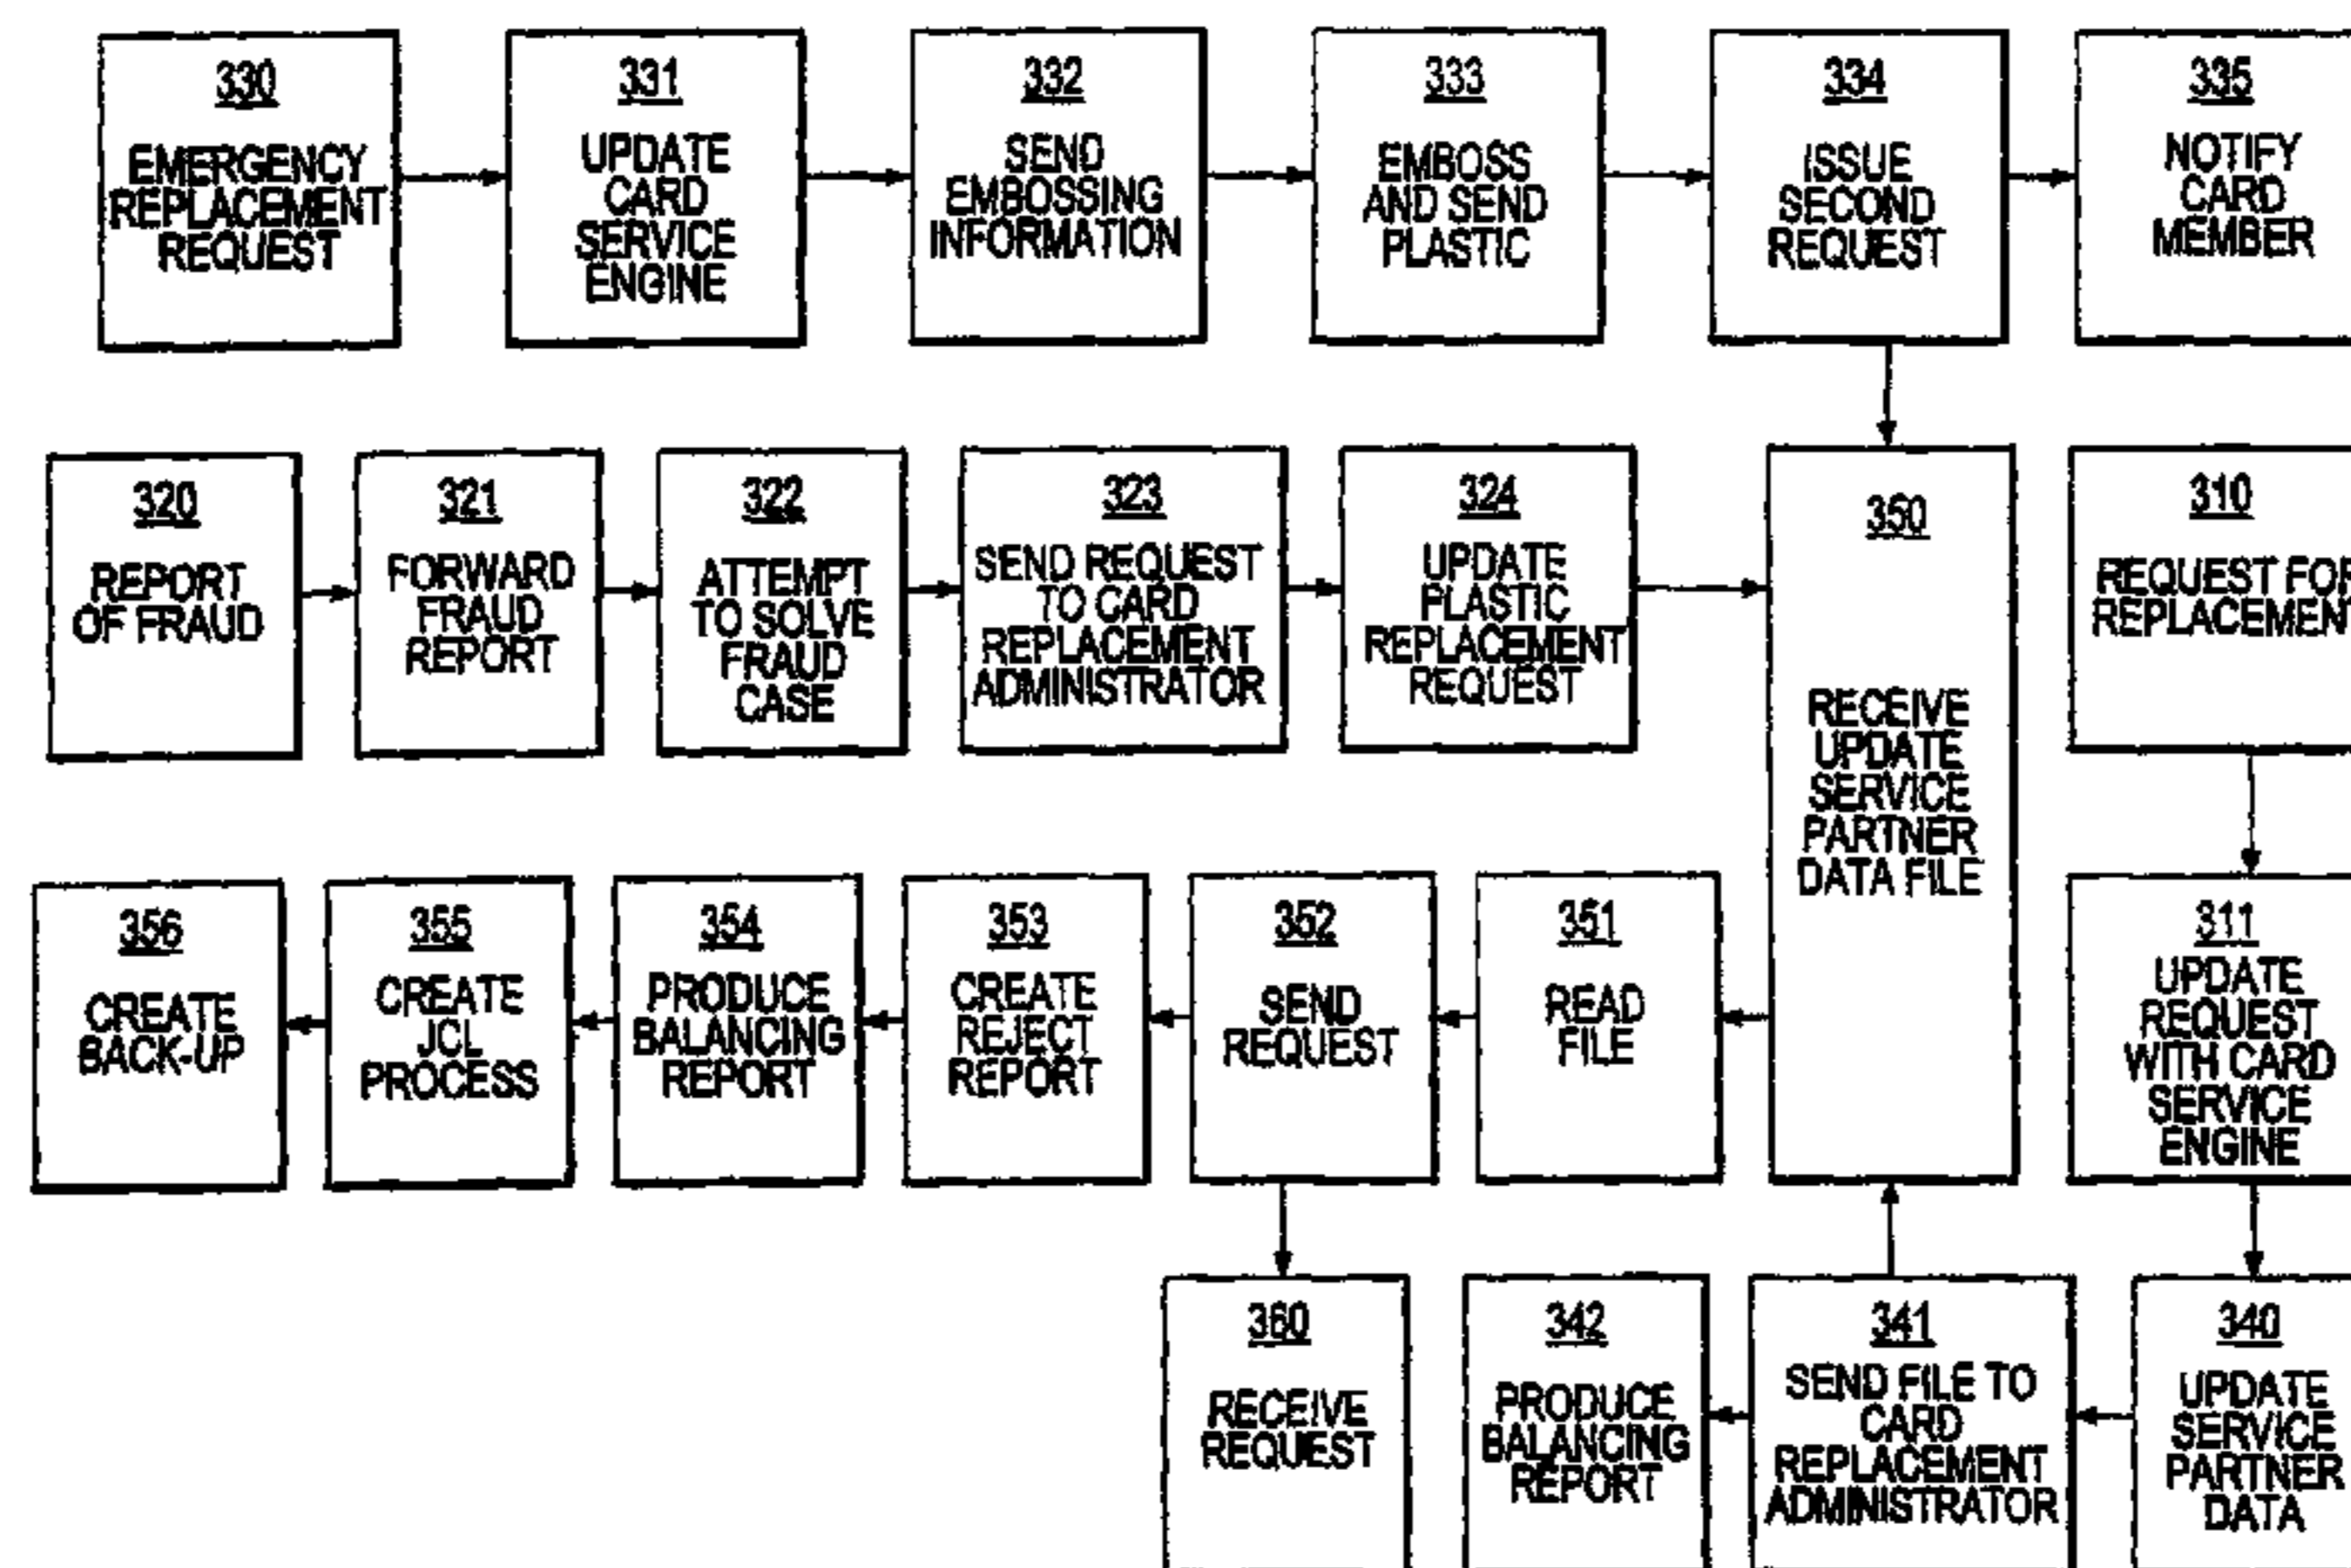 330
EMERGENCY
REPLACEMENT
REQUEST
331
UPDATE
CARD
SERVICE
ENGINE
332
SEND
EMBOSSING
INFORMATION
333
EMBOSS
AND SEND
PLASTIC
334
ISSUE
SECOND
REQUEST
335
NOTIFY
CARD
MEMBER
320
REPORT
OF FRAUD
321
FORWARD
FRAUD
REPORT
322
ATTEMPT
TO SOLVE
FRAUD
CASE
323
SEND REQUEST
TO CARD
REPLACEMENT
ADMINISTRATOR
324
UPDATE
PLASTIC
REPLACEMENT
REQUEST
350
RECEIVE
UPDATE
SERVICE
PARTNER
DATA FILE
310
REQUEST FOR
REPLACEMENT
356
CREATE
BACK-UP
355
CREATE
JCL
PROCESS
354
PRODUCE
BALANCING
REPORT
353
CREATE
REJECT
REPORT
352
SEND
REQUEST
351
READ
FILE
311
UPDATE
REQUEST
WITH CARD
SERVICE
ENGINE
360
RECEIVE
REQUEST
342
PRODUCE
BALANCING
REPORT
341
SEND FILE TO
CARD
REPLACEMENT
ADMINISTRATOR
340
UPDATE
SERVICE
PARTNER
DATA